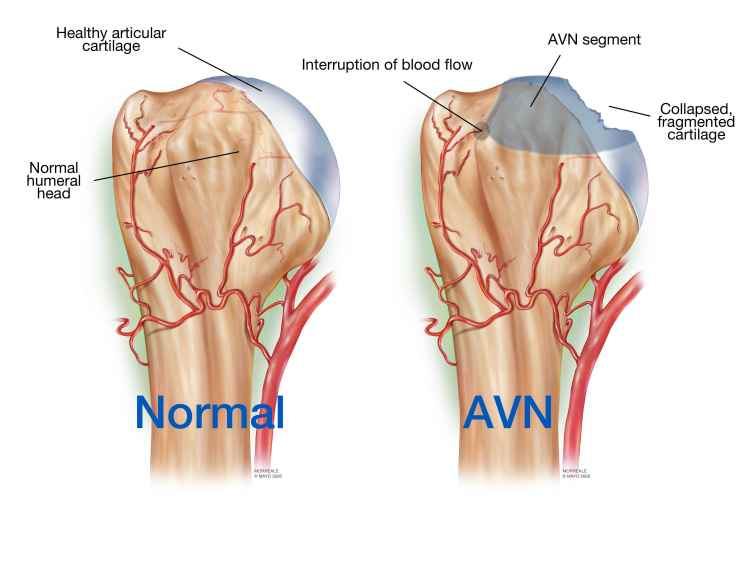 Healthy articular
cartilage
Normal
humeral
head
Normal
Interruption of blood flow
AVN segment
Collapsed,
fragmented
cartilage
AVN